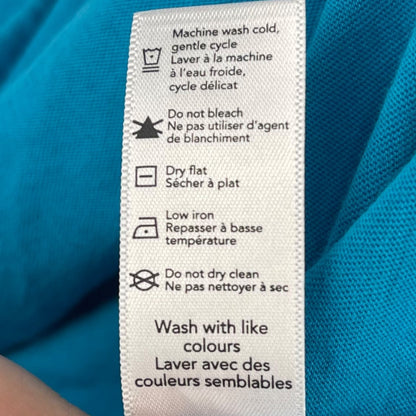 Machine wash cold,
gentle cycle
Laver à la machine
à l'eau froide,
cycle délicat
Do not bleach
Ne pas utiliser d'agent
de blanchiment
Dry flat
Sécher à plat
Low iron
Repasser à basse
température
Do not dry clean
Ne pas nettoyer à sec
Wash with like
colours
Laver avec des
couleurs semblables